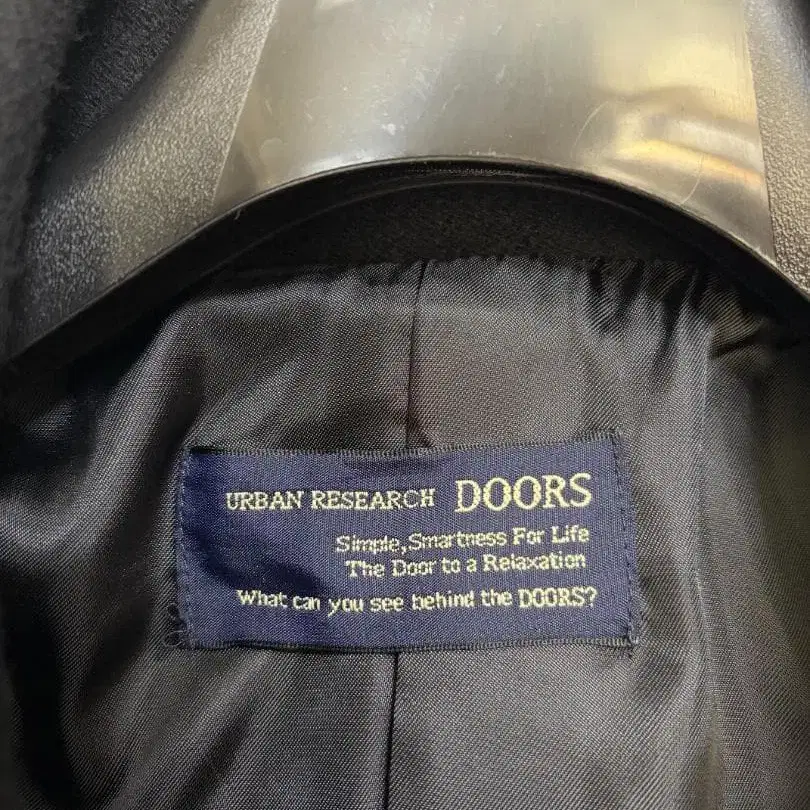 URBAN RESEARCH DOORS
Simple, Smartness For Life
The Door to a Relaxation
What can you see behind the DOORS?